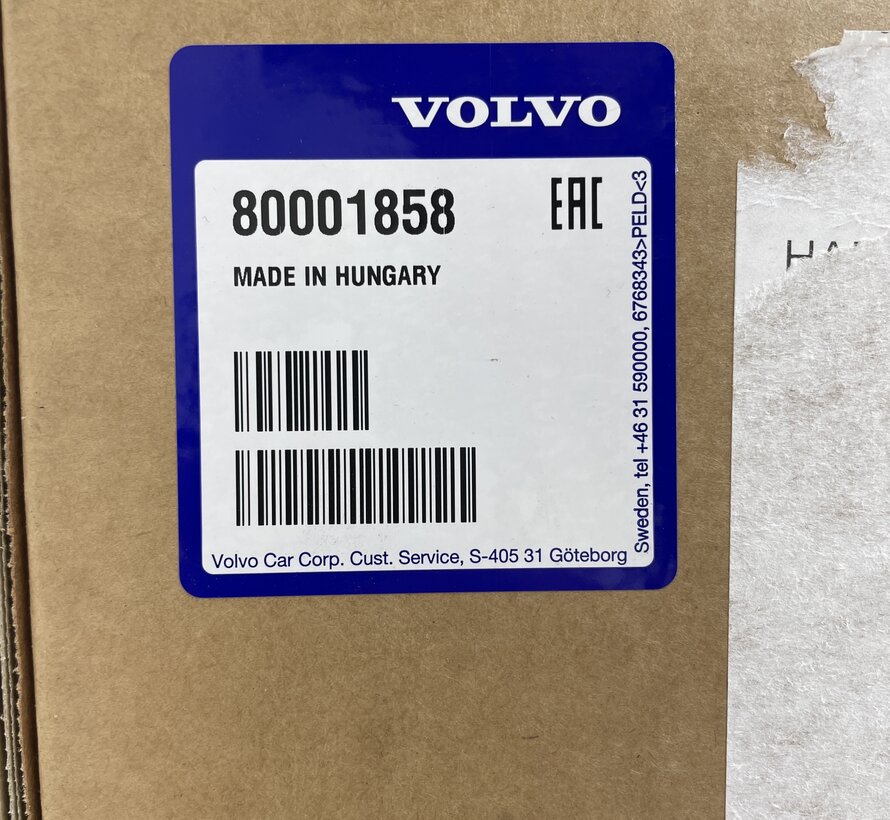 VOLVO
80001858
EAC
MADE IN HUNGARY
Volvo Car Corp. Cust. Service, S-405 31 Göteborg
Sweden, tel +46 31 590000, 6768343>PELD<3